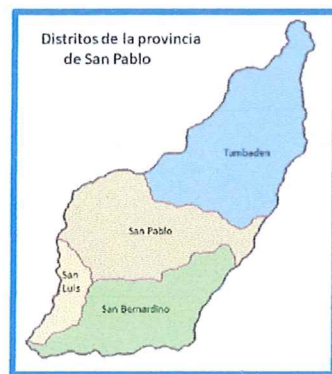 Distritos de la provincia
de San Pablo
Tumbaden
San Pablo
San
Luis
San Bernardino